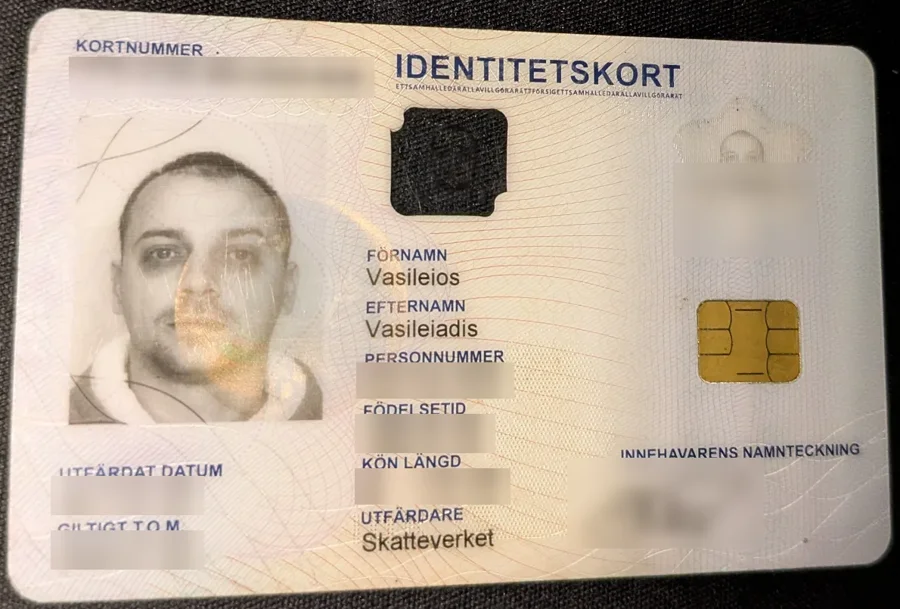 KORTNUMMER
IDENTITETSKORT
FÖRNAMN
Vasileios
EFTERNAMN
Vasileiadis
PERSONNUMMER
FÖDELSETID
KÖN LÄNGD
UTFÄRDARE
Skatteverket
UTFÄRDAT DATUM
GILTIGT T.O.M.
INNEHAVARENS NAMNTECKNING